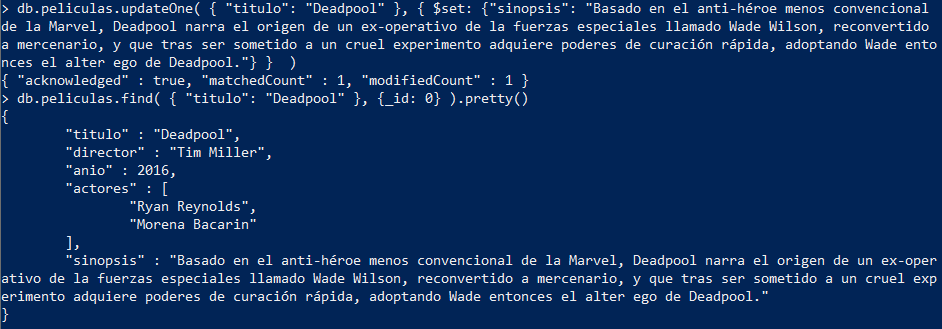 > db.peliculas.updateOne( { "titulo": "Deadpool" }, { $set: {"sinopsis": "Basado en el anti-héroe menos convencional
de la Marvel, Deadpool narra el origen de un ex-operativo de la fuerzas especiales llamado Wade Wilson, reconvertido
a mercenario, y que tras ser sometido a un cruel experimento adquiere poderes de curación rápida, adoptando Wade ento
nces el alter ego de Deadpool."} }  )
{ "acknowledged" : true, "matchedCount" : 1, "modifiedCount" : 1 }
> db.peliculas.find( { "titulo": "Deadpool" }, {_id: 0} ).pretty()
{
        "titulo" : "Deadpool",
        "director" : "Tim Miller",
        "anio" : 2016,
        "actores" : [
                "Ryan Reynolds",
                "Morena Bacarin"
        ],
        "sinopsis" : "Basado en el anti-héroe menos convencional de la Marvel, Deadpool narra el origen de un ex-oper
ativo de la fuerzas especiales llamado Wade Wilson, reconvertido a mercenario, y que tras ser sometido a un cruel exp
erimento adquiere poderes de curación rápida, adoptando Wade entonces el alter ego de Deadpool."
}